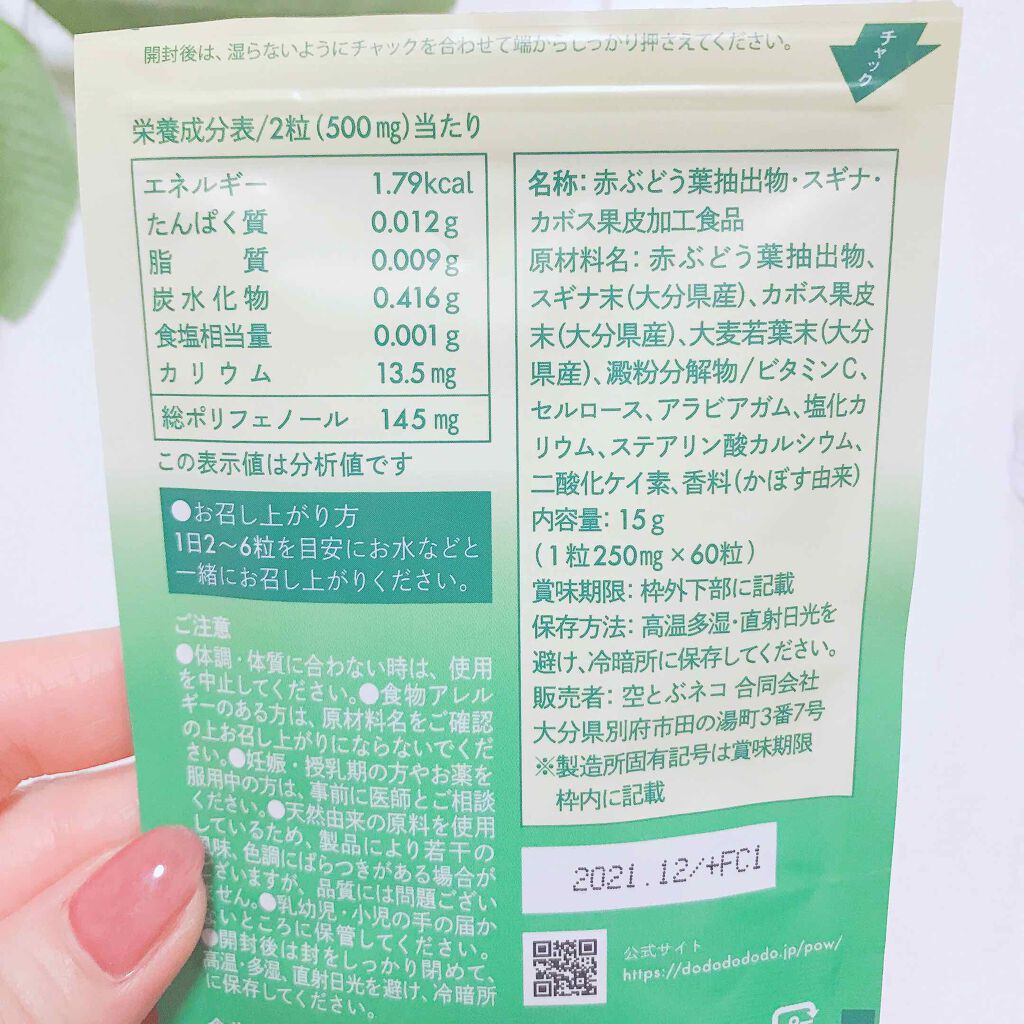 開封後は、湿らないようにチャックを合わせて端からしっかり押さえてください。
チャック
栄養成分表/2粒(500㎎)当たり
エネルギー 1.79kcal
たんぱく質 0.012g
脂質 0.009g
炭水化物 0.416g
食塩相当量 0.001g
カリウム 13.5㎎
総ポリフェノール 145㎎
この表示値は分析値です
●お召し上がり方
1日2〜6粒を目安にお水などと
一緒にお召し上がりください。
ご注意
●体調・体質に合わない時は、使用
を中止してください。●食物アレル
ギーのある方は、原材料名をご確認
の上お召し上がりにならないでくだ
さい。●妊娠・授乳期の方やお薬を
服用中の方は、事前に医師とご相談
ください。●天然由来の原料を使用
しているため、製品により若干の
味、色調にばらつきがある場合が
ざいますが、品質には問題ござい
せん。●乳幼児・小児の手の届か
いところに保管してください。
●開封後は封をしっかり閉めて、
高温・多湿、直射日光を避け、冷暗所
に保存してください。
名称：赤ぶどう葉抽出物・スギナ・
カボス果皮加工食品
原材料名：赤ぶどう葉抽出物、
スギナ末(大分県産)、カボス果皮
末(大分県産)、大麦若葉末(大分
県産)、澱粉分解物/ビタミンC、
セルロース、アラビアガム、塩化カ
リウム、ステアリン酸カルシウム、
二酸化ケイ素、香料(かぼす由来)
内容量：15g
(1粒250㎎×60粒)
賞味期限：枠外下部に記載
保存方法：高温多湿・直射日光を
避け、冷暗所に保存してください。
販売者：空とぶネコ 合同会社
大分県別府市田の湯町3番7号
※製造所固有記号は賞味期限
枠内に記載
2021.12/+FC1
公式サイト
https://dodadododo.jp/pow/